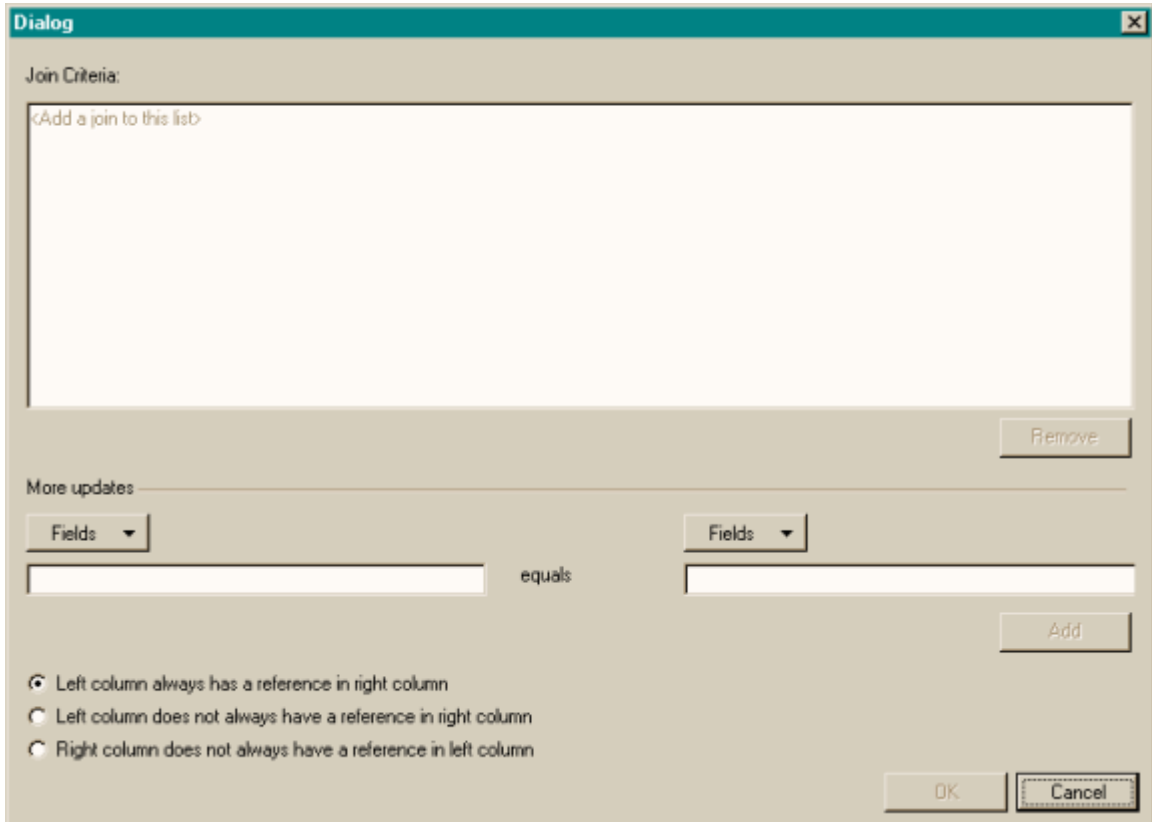 Dialog
Join Criteria:
<Add a join to this list>
Remove
More updates
Fields Fields
equals
Add
Left column always has a reference in right column
Left column does not always have a reference in right column
Right column does not always have a reference in left column
OK Cancel